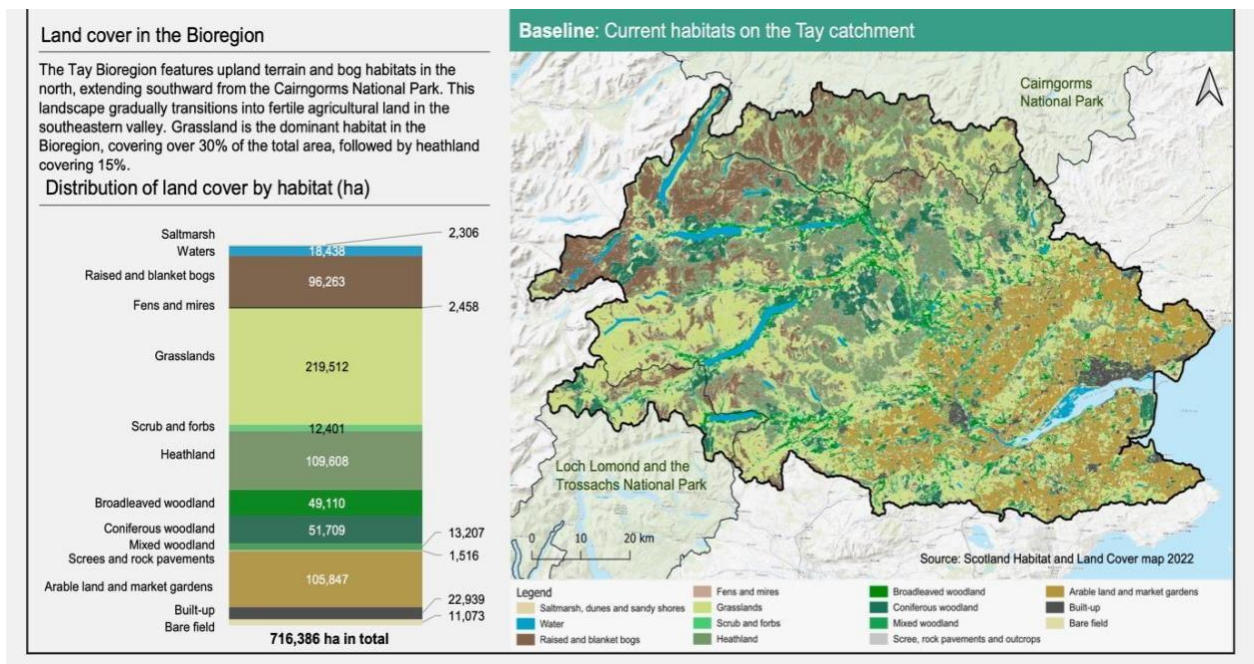 Land cover in the Bioregion
The Tay Bioregion features upland terrain and bog habitats in the
north, extending southward from the Cairngorms National Park. This
landscape gradually transitions into fertile agricultural land in the
southeastern valley. Grassland is the dominant habitat in the
Bioregion, covering over 30% of the total area, followed by heathland
covering 15%.
Distribution of land cover by habitat (ha)
Saltmarsh 2,306
Waters 18,438
Raised and blanket bogs 96,263
Fens and mires 2,458
Grasslands 219,512
Scrub and forbs 12,401
Heathland 109,608
Broadleaved woodland 49,110
Coniferous woodland 51,709
Mixed woodland 13,207
Screes and rock pavements 1,516
Arable land and market gardens 105,847
Built-up 22,939
Bare field 11,073
716,386 ha in total
Baseline: Current habitats on the Tay catchment
Cairngorms
National Park
Loch Lomond and the
Trossachs National Park
0 10 20 km
Source: Scotland Habitat and Land Cover map 2022
Legend
Saltmarsh, dunes and sandy shores
Water
Raised and blanket bogs
Fens and mires
Grasslands
Scrub and forbs
Heathland
Broadleaved woodland
Coniferous woodland
Mixed woodland
Scree, rock pavements and outcrops
Arable land and market gardens
Built-up
Bare field